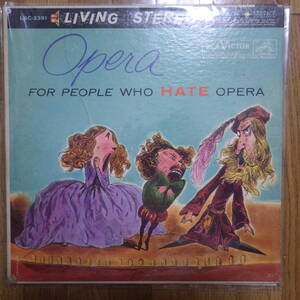 LSC-2391
LIVING STEREO
RCA VICTOR
Opera
FOR PEOPLE WHO HATE OPERA